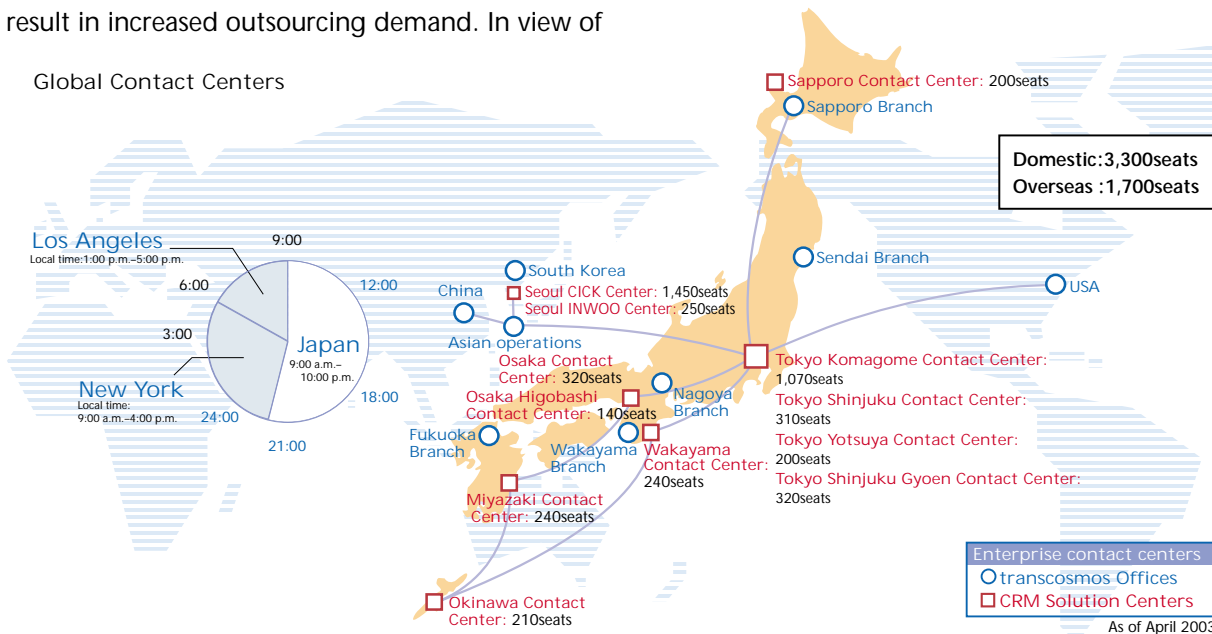 result in increased outsourcing demand. In view of
Global Contact Centers
Sapporo Contact Center: 200seats
Sapporo Branch
Domestic:3,300seats
Overseas :1,700seats
Los Angeles
Local time:1:00 p.m.–5:00 p.m.
9:00
6:00
12:00
3:00
Japan
9:00 a.m.–
10:00 p.m.
New York
Local time:
9:00 a.m.–4:00 p.m.
24:00
18:00
21:00
South Korea
China
Seoul CICK Center: 1,450seats
Seoul INWOO Center: 250seats
Asian operations
Sendai Branch
USA
Osaka Contact
Center: 320seats
Osaka Higobashi
Contact Center: 140seats
Nagoya
Branch
Fukuoka
Branch
Wakayama
Branch
Wakayama
Contact Center:
240seats
Tokyo Komagome Contact Center:
1,070seats
Tokyo Shinjuku Contact Center:
310seats
Tokyo Yotsuya Contact Center:
200seats
Tokyo Shinjuku Gyoen Contact Center:
320seats
Miyazaki Contact
Center: 240seats
Okinawa Contact
Center: 210seats
Enterprise contact centers
transcosmos Offices
CRM Solution Centers
As of April 2003